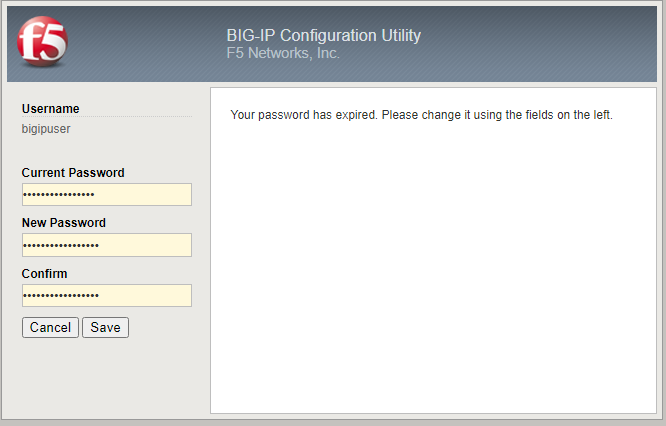 f5
BIG-IP Configuration Utility
F5 Networks, Inc.
Username
bigipuser
Current Password
••••••••••••••••
New Password
•••••••••••••••••
Confirm
•••••••••••••••••
Cancel Save
Your password has expired. Please change it using the fields on the left.